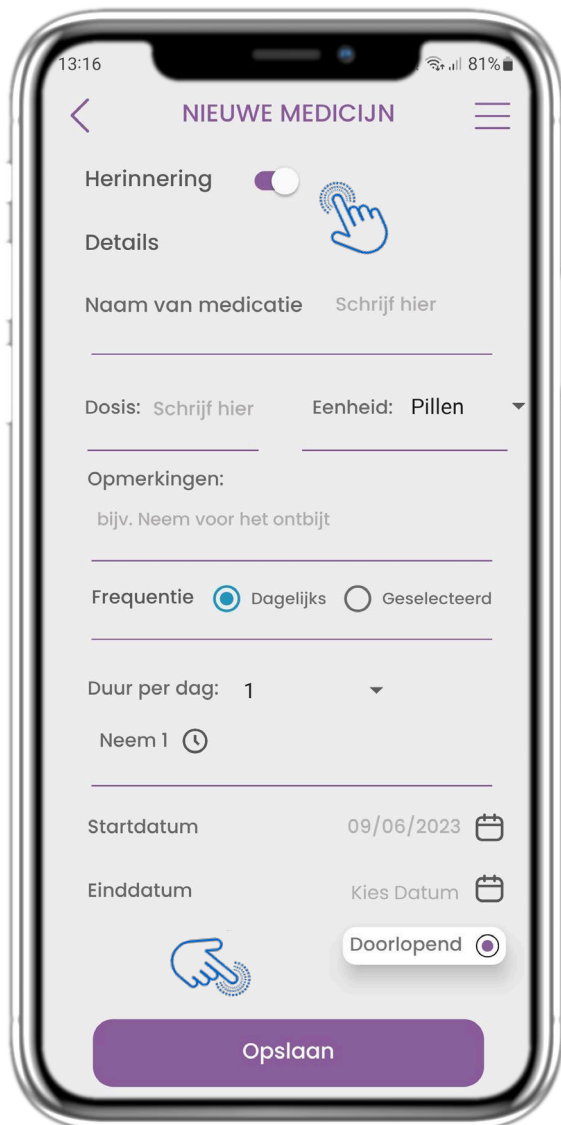 13:16 81%
NIEUWE MEDICIJN
Herinnering
Details
Naam van medicatie Schrijf hier
Dosis: Schrijf hier Eenheid: Pillen
Opmerkingen:
bijv. Neem voor het ontbijt
Frequentie Dagelijks Geselecteerd
Duur per dag: 1
Neem 1
Startdatum 09/06/2023
Einddatum Kies Datum
Doorlopend
Opslaan